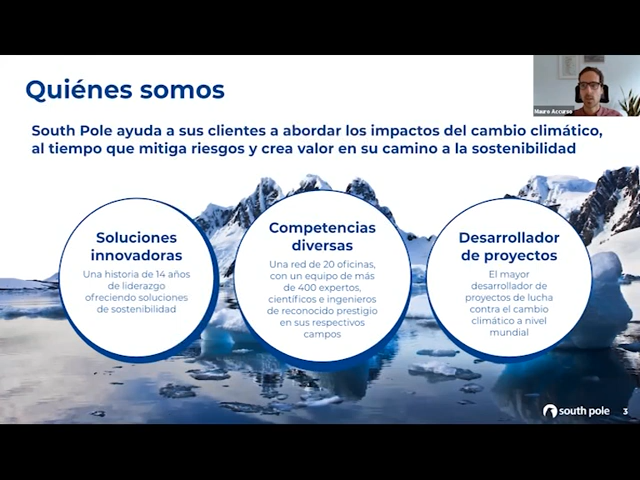 Quiénes somos
Mauro Accurso
South Pole ayuda a sus clientes a abordar los impactos del cambio climático,
al tiempo que mitiga riesgos y crea valor en su camino a la sostenibilidad
Soluciones
innovadoras
Una historia de 14 años
de liderazgo
ofreciendo soluciones
de sostenibilidad
Competencias
diversas
Una red de 20 oficinas,
con un equipo de más
de 400 expertos,
científicos e ingenieros
de reconocido prestigio
en sus respectivos
campos
Desarrollador
de proyectos
El mayor
desarrollador de
proyectos de lucha
contra el cambio
climático a nivel
mundial
south pole 3